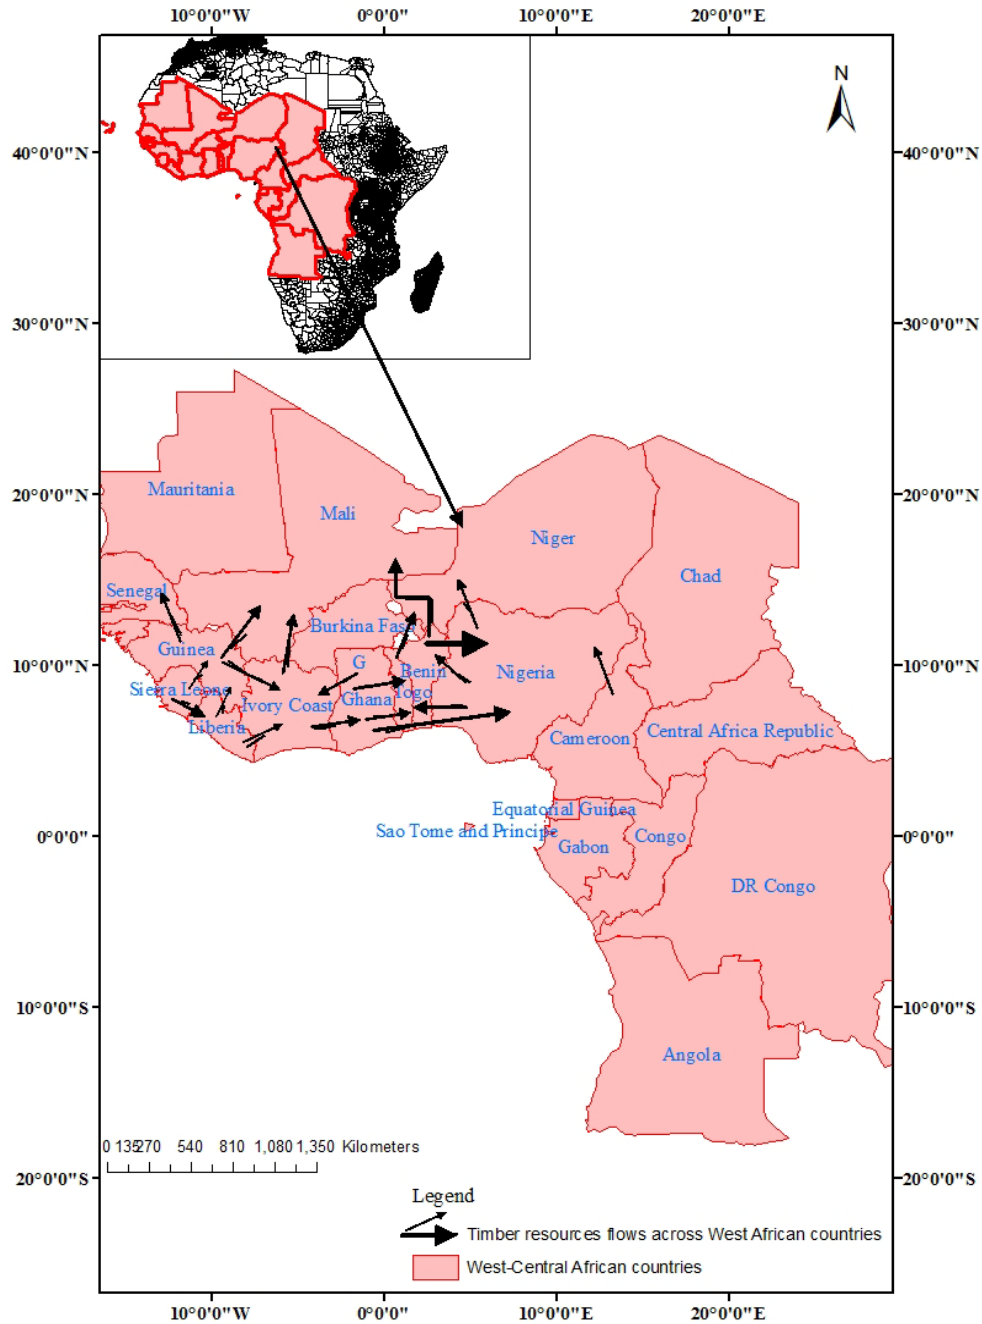 10°0'0"W 0°0'0" 10°0'0"E 20°0'0"E
N
40°0'0"N 40°0'0"N
30°0'0"N 30°0'0"N
20°0'0"N 20°0'0"N
Mauritania
Mali
Niger
Chad
Senegal
10°0'0"N 10°0'0"N
Burkina Faso
Guinea
G
Benin
Nigeria
Sierra Leone
Togo
Ivory Coast
Ghana
Liberia
Cameroon
Central Africa Republic
Equatorial Guinea
Sao Tome and Principe
0°0'0" 0°0'0"
Gabon
Congo
DR Congo
10°0'0"S 10°0'0"S
Angola
0 135270 540 810 1,080 1,350 Kilometers
20°0'0"S 20°0'0"S
Legend
Timber resources flows across West African countries
West-Central African countries
10°0'0"W 0°0'0" 10°0'0"E 20°0'0"E